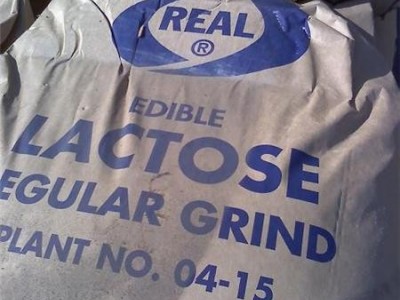 REAL
®
EDIBLE
LACTOSE
EGULAR GRIND
PLANT NO. 04-15